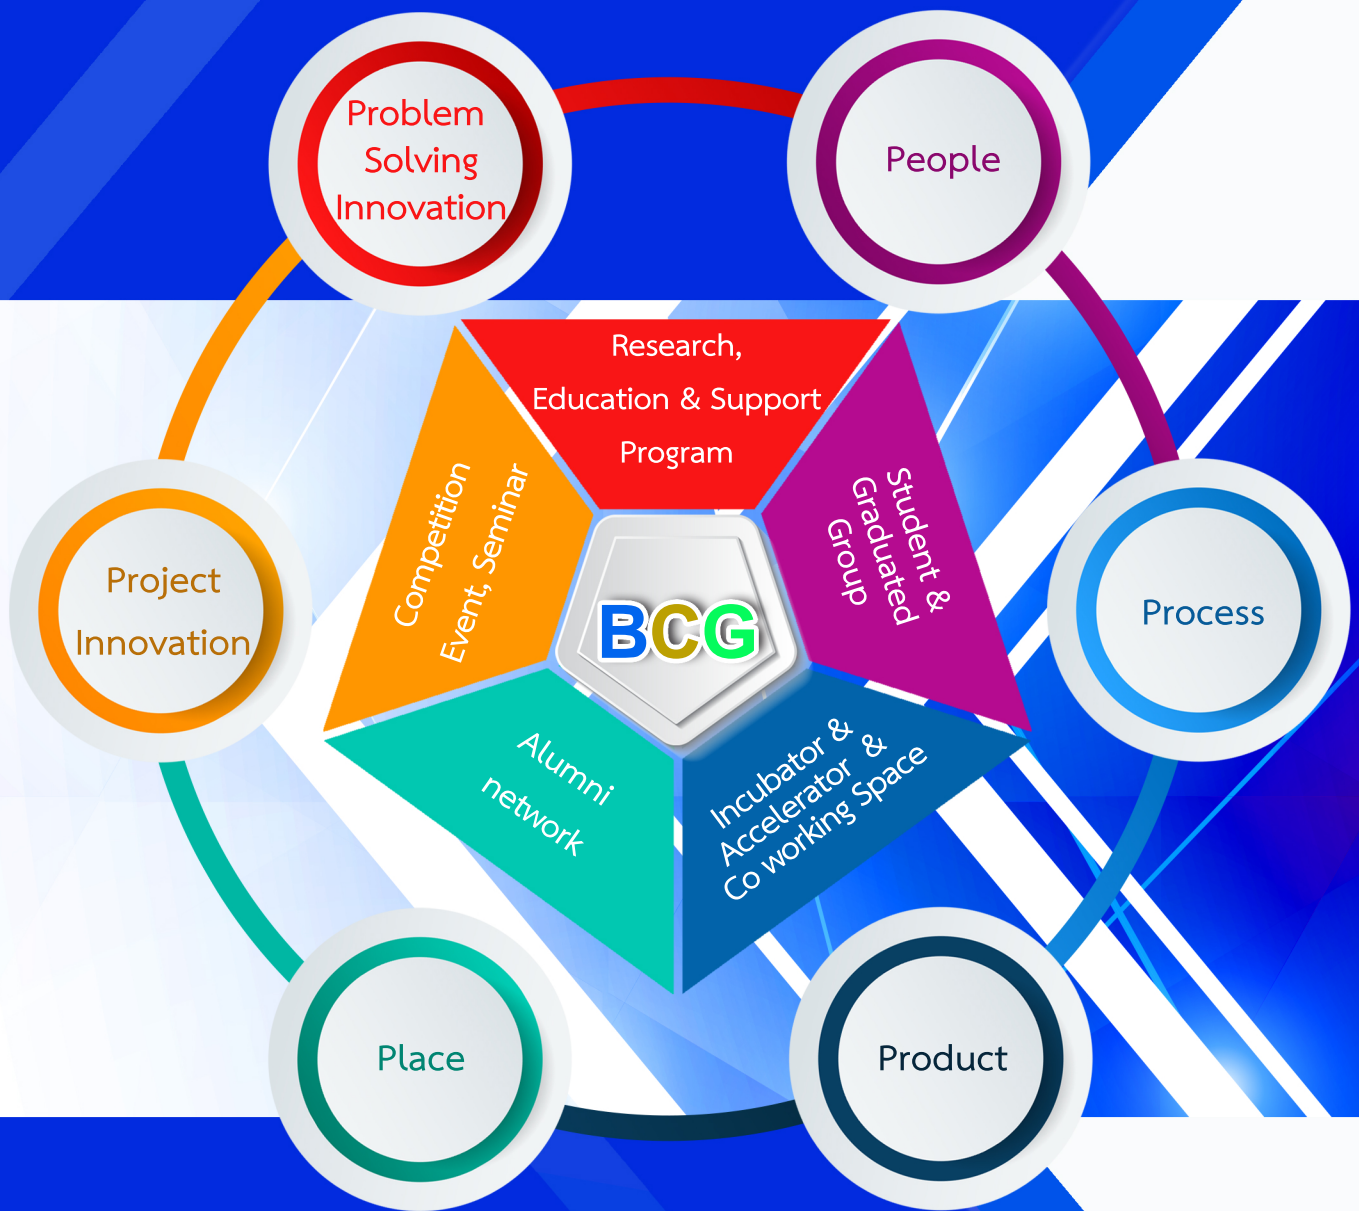 Problem
Solving
Innovation
People
Research,
Education & Support
Program
Competition
Event, Seminar
Student &
Graduated
Group
Project
Innovation
BCG
Process
Alumni
network
Incubator &
Accelerator &
Co working Space
Place
Product